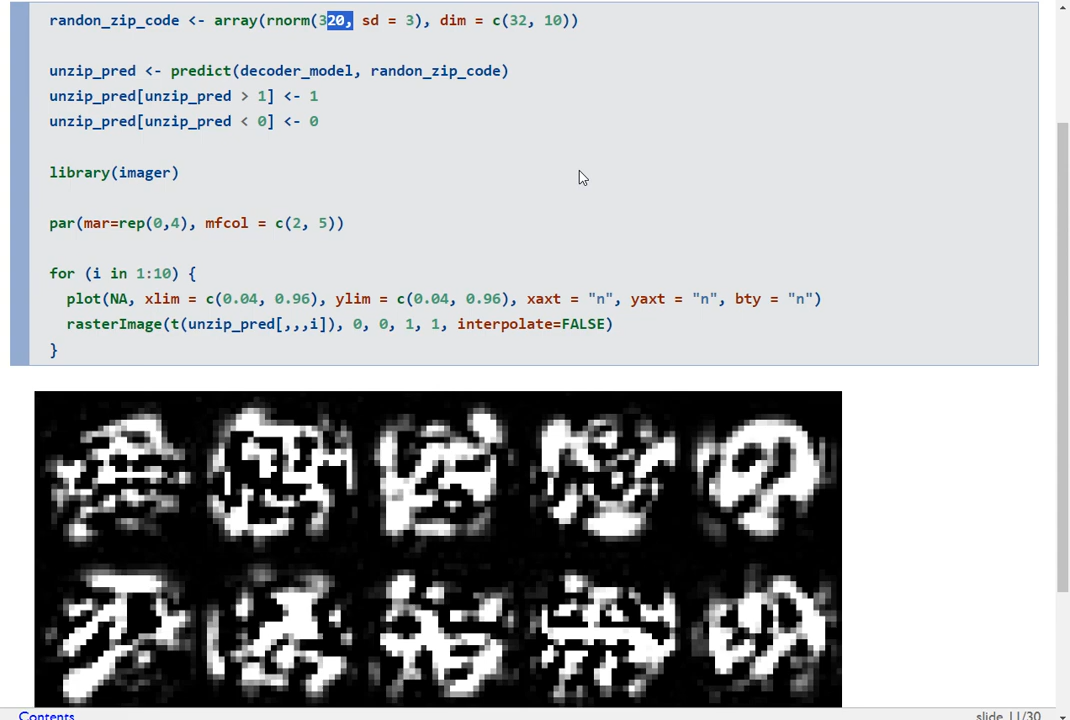 randon_zip_code <- array(rnorm(320, sd = 3), dim = c(32, 10))
unzip_pred <- predict(decoder_model, randon_zip_code)
unzip_pred[unzip_pred > 1] <- 1
unzip_pred[unzip_pred < 0] <- 0
library(imager)
par(mar=rep(0,4), mfcol = c(2, 5))
for (i in 1:10) {
  plot(NA, xlim = c(0.04, 0.96), ylim = c(0.04, 0.96), xaxt = "n", yaxt = "n", bty = "n")
  rasterImage(t(unzip_pred[,,,i]), 0, 0, 1, 1, interpolate=FALSE)
}
Contents
slide 11/30